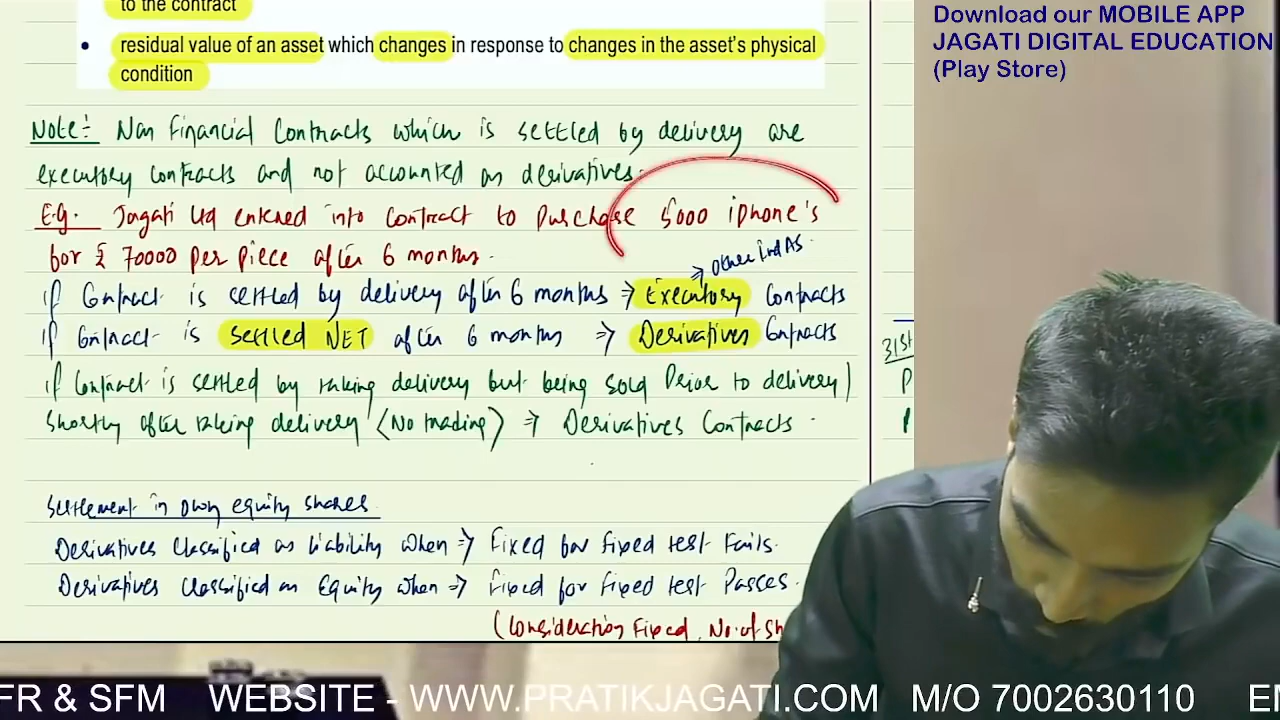 to the contract
• residual value of an asset which changes in response to changes in the asset's physical
condition
Note:- Non Financial Contracts which is settled by delivery are
executory contracts and not accounted as derivatives.
E.g. Jagati Ltd entered into contract to purchase 5000 iphone's
for ₹ 70000 per piece after 6 months.
⇒ Other Ind AS.
if Contract is settled by delivery after 6 months ⇒ Executory Contracts
if Contract is settled NET after 6 months ⇒ Derivatives Contracts
if Contract is settled by taking delivery but being sold Prior to delivery/
shortly after taking delivery (No trading) ⇒ Derivatives Contracts.
Settlement in own equity shares
Derivatives classified as liability when ⇒ Fixed for fixed test Fails.
Derivatives classified as Equity when ⇒ Fixed for fixed test Passes.
(Consideration Fixed, No. of Sh
31st
P
Download our MOBILE APP
JAGATI DIGITAL EDUCATION
(Play Store)
FR & SFM WEBSITE - WWW.PRATIKJAGATI.COM M/O 7002630110 E